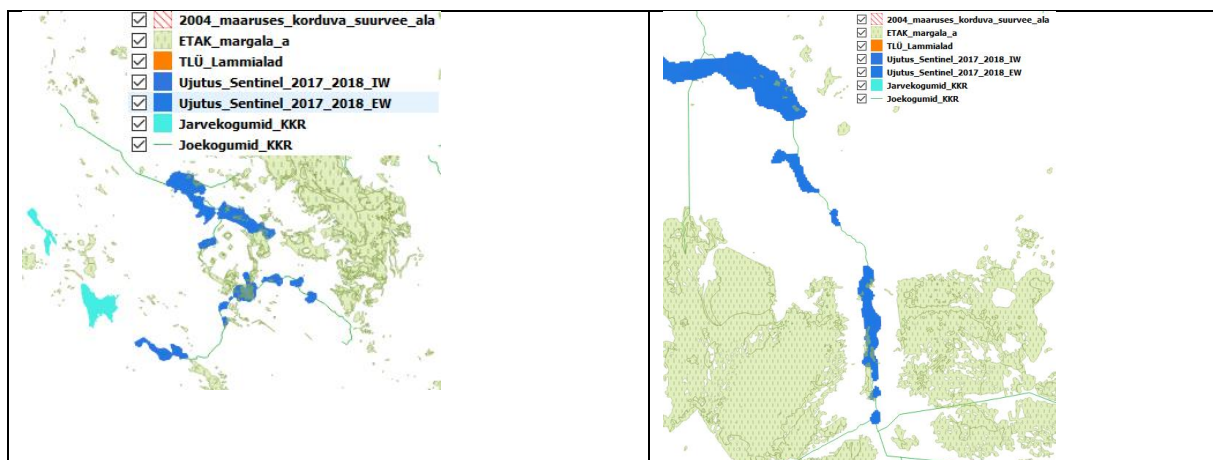 2004_maaruses_korduva_suurvee_ala
ETAK_margala_a
TLÜ_Lammialad
Ujutus_Sentinel_2017_2018_IW
Ujutus_Sentinel_2017_2018_EW
Jarvekogumid_KKR
Joekogumid_KKR
2004_maaruses_korduva_suurvee_ala
ETAK_margala_a
TLÜ_Lammialad
Ujutus_Sentinel_2017_2018_IW
Ujutus_Sentinel_2017_2018_EW
Jarvekogumid_KKR
Joekogumid_KKR